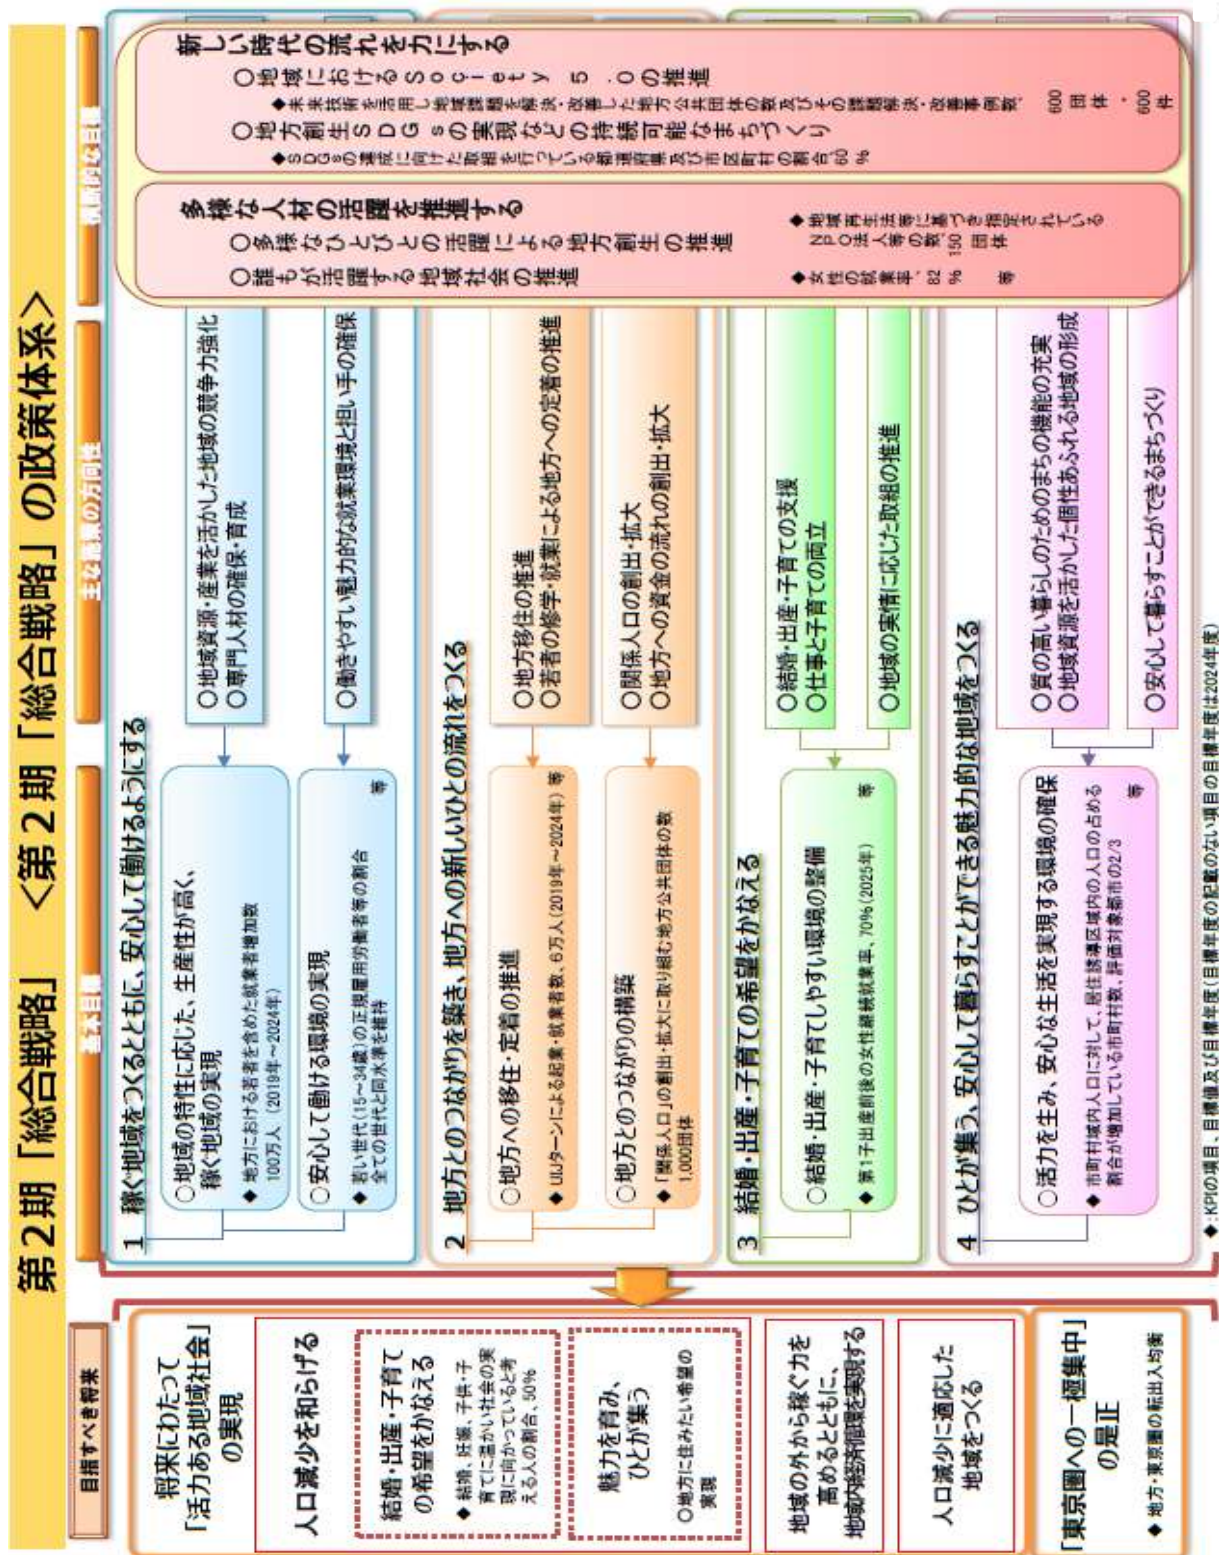 第2期「総合戦略」 <第2期「総合戦略」の政策体系>
目指すべき将来
将来にわたって
「活力ある地域社会」
の実現
人口減少を和らげる
結婚・出産・子育て
の希望をかなえる
◆ 結婚、妊娠、子供・子
育てに温かい社会の実
現に向かっていると考
える人の割合、50%
魅力を育み、
ひとが集う
○地方に住みたい希望の
実現
地域の外から稼ぐ力を
高めるとともに、
地域内経済循環を実現する
人口減少に適応した
地域をつくる
「東京圏への一極集中」
の是正
◆ 地方・東京圏の転出入均衡
基本目標
主な施策の方向性
横断的な目標
1 稼ぐ地域をつくるとともに、安心して働けるようにする
○地域の特性に応じた、生産性が高く、
稼ぐ地域の実現
◆ 地方における若者を含めた就業者増加数
100万人 (2019年~2024年)
○地域資源・産業を活かした地域の競争力強化
○専門人材の確保・育成
○安心して働ける環境の実現
◆ 若い世代(15~34歳)の正規雇用労働者等の割合
全ての世代と同水準を維持
等
○働きやすい魅力的な就業環境と担い手の確保
2 地方とのつながりを築き、地方への新しいひとの流れをつくる
○地方への移住・定着の推進
◆ UIJターンによる起業・就業者数、6万人(2019年~2024年) 等
○地方移住の推進
○若者の修学・就業による地方への定着の推進
○地方とのつながりの構築
◆ 「関係人口」の創出・拡大に取り組む地方公共団体の数
1,000団体
○関係人口の創出・拡大
○地方への資金の流れの創出・拡大
3 結婚・出産・子育ての希望をかなえる
○結婚・出産・子育てしやすい環境の整備
◆ 第1子出産前後の女性継続就業率、70%(2025年)
等
○結婚・出産・子育ての支援
○仕事と子育ての両立
○地域の実情に応じた取組の推進
4 ひとが集う、安心して暮らすことができる魅力的な地域をつくる
○活力を生み、安心な生活を実現する環境の確保
◆ 市町村域内人口に対して、居住誘導区域内の人口の占める
割合が増加している市町村数、評価対象都市の2/3
等
○質の高い暮らしのためのまちの機能の充実
○地域資源を活かした個性あふれる地域の形成
○安心して暮らすことができるまちづくり
多様な人材の活躍を推進する
○多様なひとびとの活躍による地方創生の推進
◆地域再生法等に基づき指定されている
NPO法人等の数、150 団体
○誰もが活躍する地域社会の推進
◆女性の就業率、82 % 等
新しい時代の流れを力にする
○地域におけるSociety 5.0の推進
◆未来技術を活用し地域課題を解決・改善した地方公共団体の数及びその課題解決・改善事例数、 600 団体・600 件
○地方創生SDGsの実現などの持続可能なまちづくり
◆SDGsの達成に向けた取組を行っている都道府県及び市区町村の割合、60 %
◆:KPIの項目、目標値及び目標年度(目標年度の記載のない項目の目標年度は2024年度)